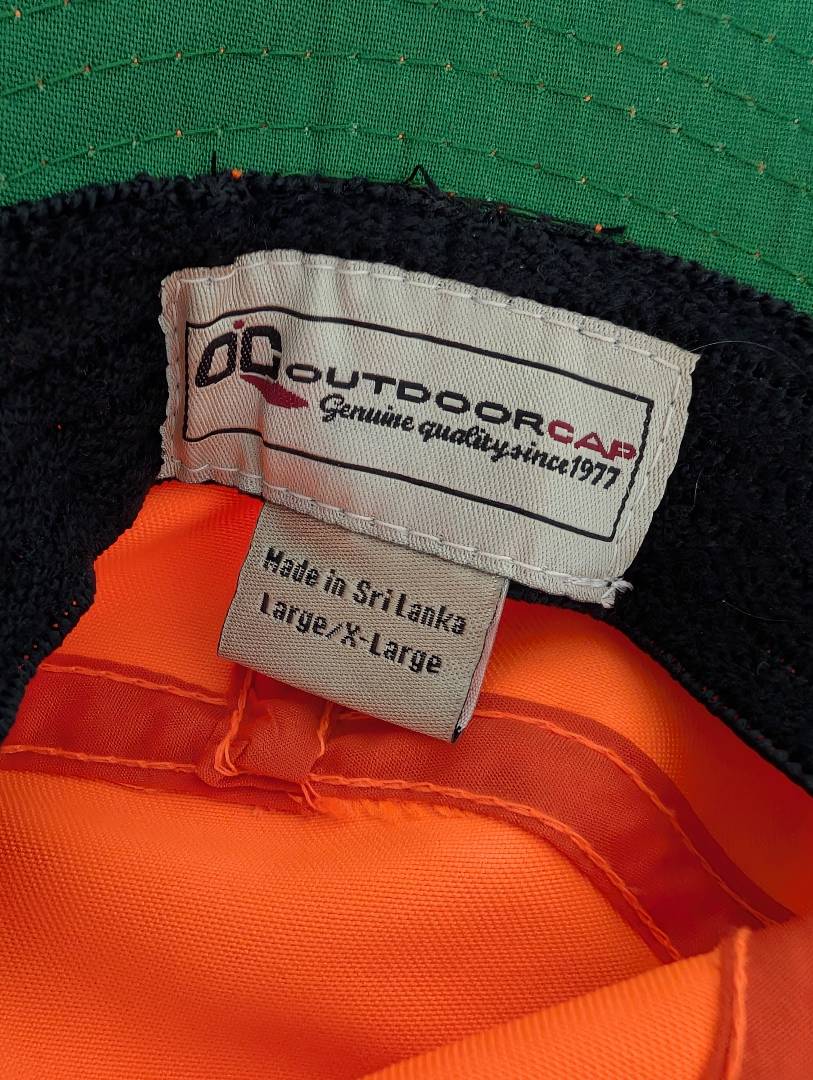 OC OUTDOORCAP
Genuine quality since 1977
Made in Sri Lanka
Large/X-Large